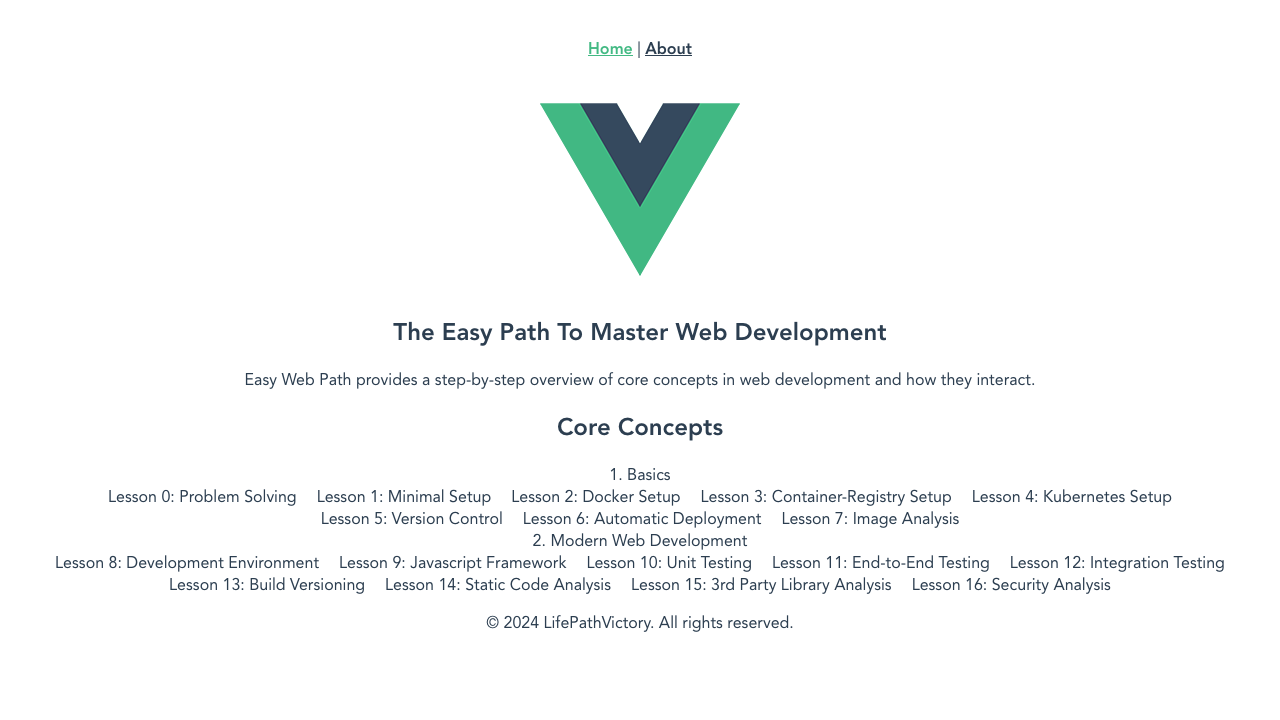 Home | About
The Easy Path To Master Web Development
Easy Web Path provides a step-by-step overview of core concepts in web development and how they interact.
Core Concepts
1. Basics
Lesson 0: Problem Solving Lesson 1: Minimal Setup Lesson 2: Docker Setup Lesson 3: Container-Registry Setup Lesson 4: Kubernetes Setup
Lesson 5: Version Control Lesson 6: Automatic Deployment Lesson 7: Image Analysis
2. Modern Web Development
Lesson 8: Development Environment Lesson 9: Javascript Framework Lesson 10: Unit Testing Lesson 11: End-to-End Testing Lesson 12: Integration Testing
Lesson 13: Build Versioning Lesson 14: Static Code Analysis Lesson 15: 3rd Party Library Analysis Lesson 16: Security Analysis
© 2024 LifePathVictory. All rights reserved.